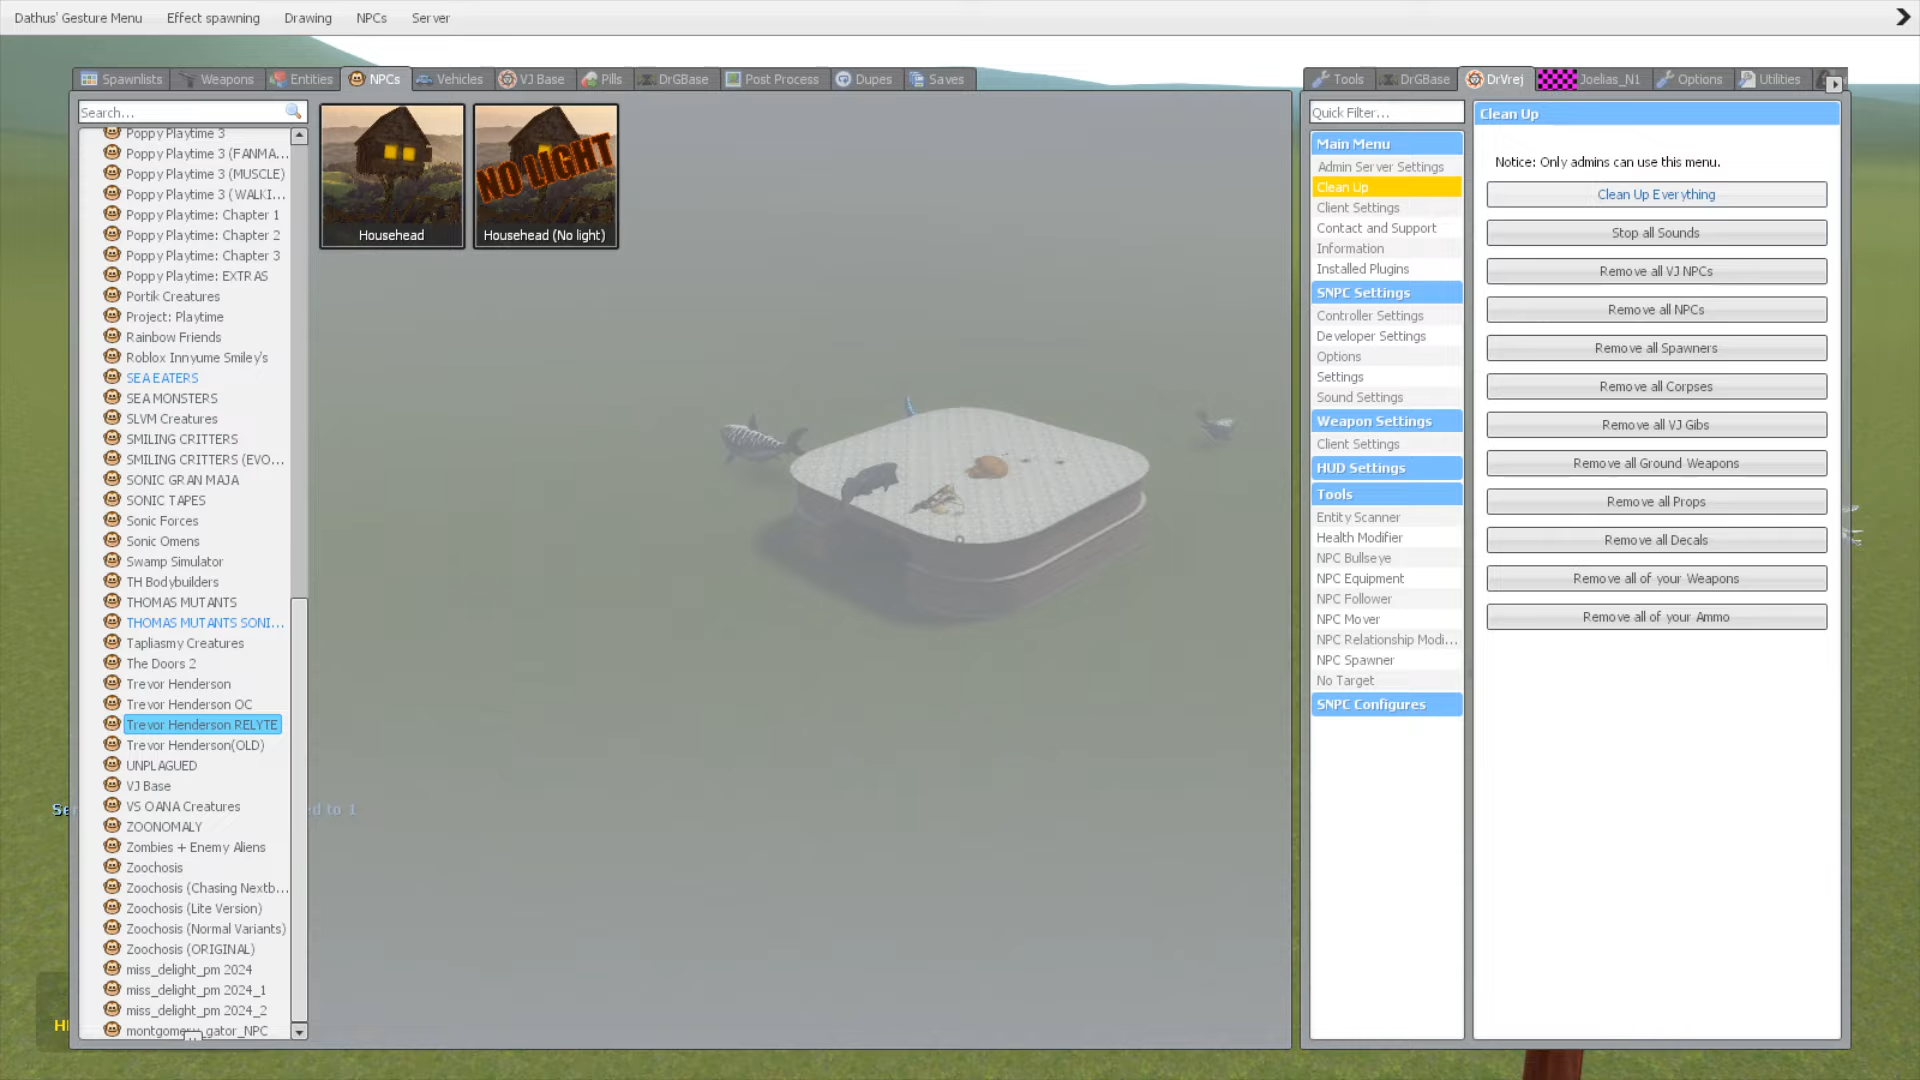 Dathus' Gesture Menu
Effect spawning
Drawing
NPCs
Server
Spawnlists
Weapons
Entities
NPCs
Vehicles
VJ Base
Pills
DrGBase
Post Process
Dupes
Saves
Search...
Poppy Playtime 3
Poppy Playtime 3 (FANMA...
Poppy Playtime 3 (MUSCLE)
Poppy Playtime 3 ( WALKI...
Poppy Playtime: Chapter 1
Poppy Playtime: Chapter 2
Poppy Playtime: Chapter 3
Poppy Playtime: EXTRAS
Portik Creatures
Project: Playtime
Rainbow Friends
Roblox Innyume Smiley's
SEA EATERS
SEA MONSTERS
SLVM Creatures
SMILING CRITTERS
SMILING CRITTERS (EVO...
SONIC GRAN MAJA
SONIC TAPES
Sonic Forces
Sonic Omens
Swamp Simulator
TH Bodybuilders
THOMAS MUTANTS
THOMAS MUTANTS SONI...
Tapliasmy Creatures
The Doors 2
Trevor Henderson
Trevor Henderson OC
Trevor Henderson RELYTE
Trevor Henderson(OLD)
UNPLAGUED
VJ Base
VS OANA Creatures
ZOONOMALY
Zombies + Enemy Aliens
Zoochosis
Zoochosis (Chasing Nextb...
Zoochosis (Lite Version)
Zoochosis (Normal Variants)
Zoochosis (ORIGINAL)
miss_delight_pm 2024
miss_delight_pm 2024_1
miss_delight_pm 2024_2
montgomery_gator_NPC
Househead
NO LIGHT
Househead (No light)
to 1
Tools
DrGBase
DrVrej
Joelias_N1
Options
Utilities
Quick Filter...
Main Menu
Admin Server Settings
Clean Up
Client Settings
Contact and Support
Information
Installed Plugins
SNPC Settings
Controller Settings
Developer Settings
Options
Settings
Sound Settings
Weapon Settings
Client Settings
HUD Settings
Tools
Entity Scanner
Health Modifier
NPC Bullseye
NPC Equipment
NPC Follower
NPC Mover
NPC Relationship Modi...
NPC Spawner
No Target
SNPC Configures
Clean Up
Notice: Only admins can use this menu.
Clean Up Everything
Stop all Sounds
Remove all VJ NPCs
Remove all NPCs
Remove all Spawners
Remove all Corpses
Remove all VJ Gibs
Remove all Ground Weapons
Remove all Props
Remove all Decals
Remove all of your Weapons
Remove all of your Ammo